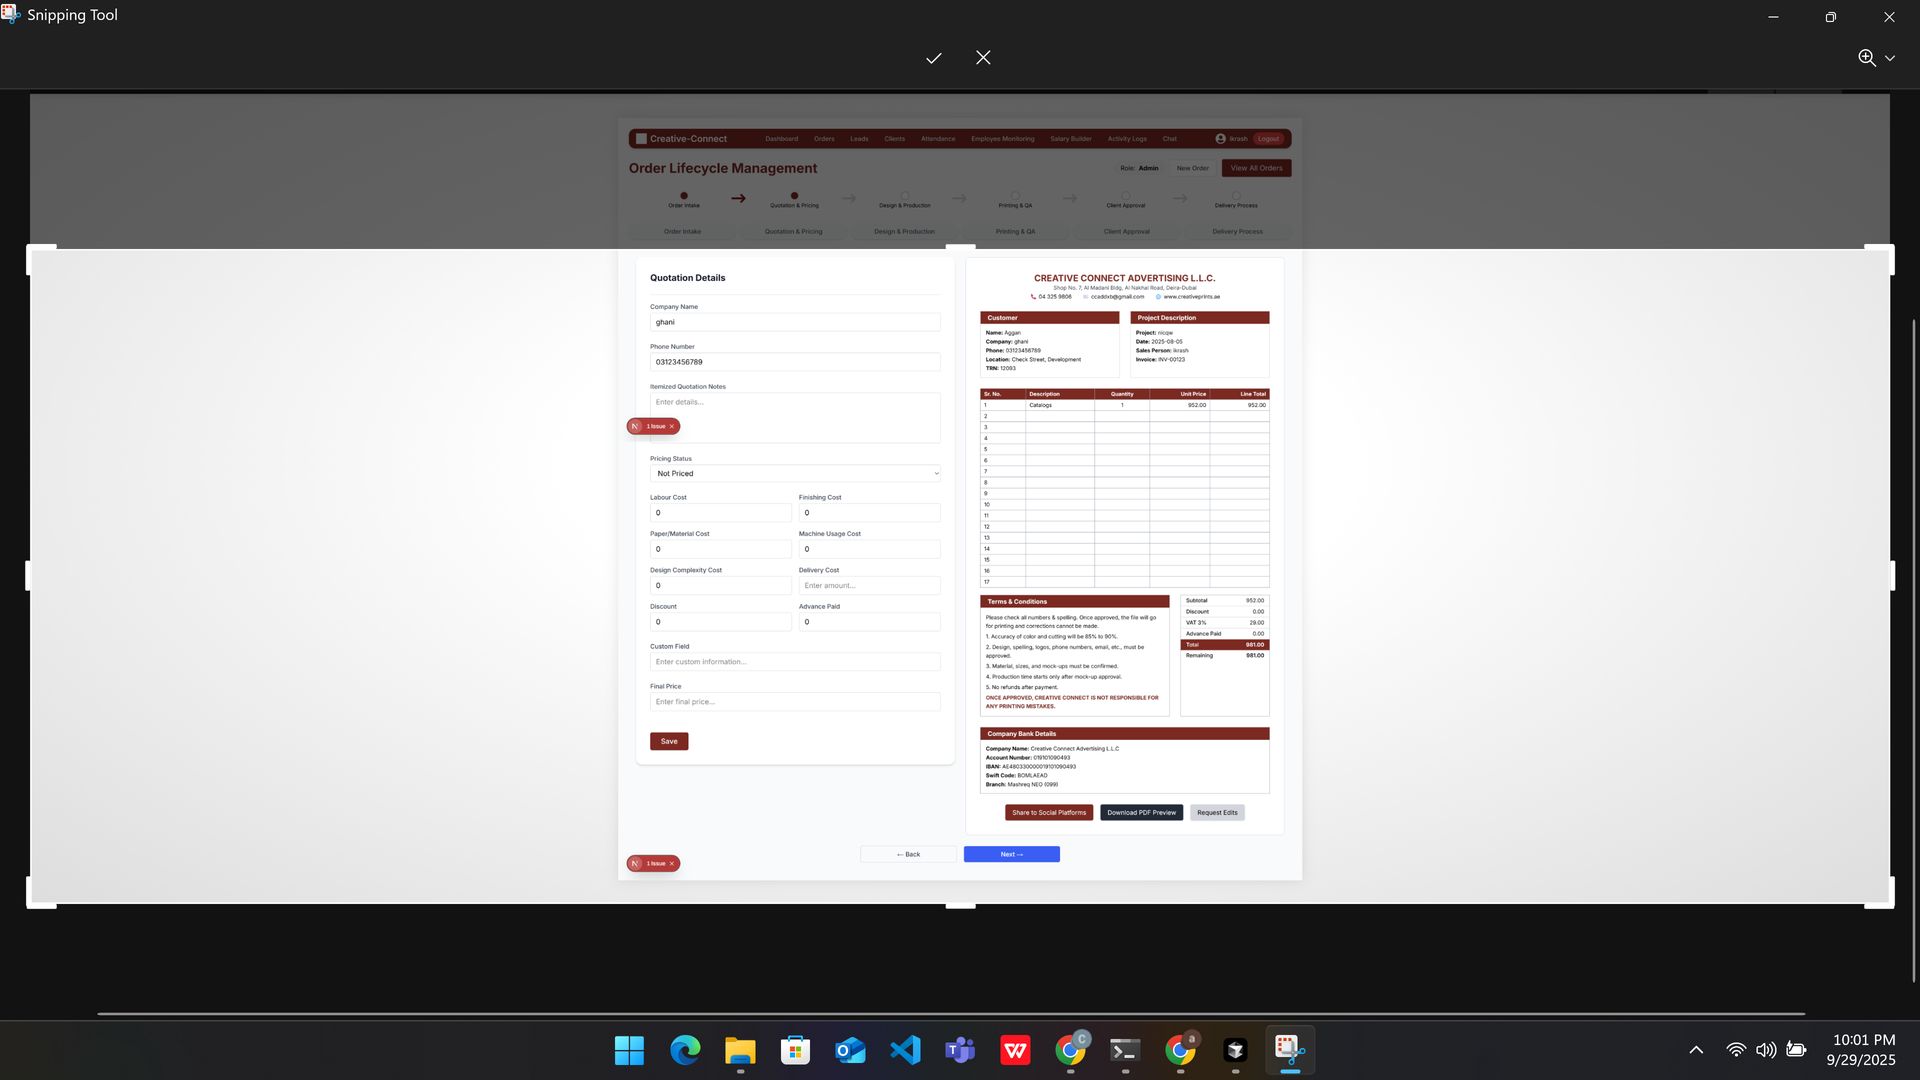 Snipping Tool
Creative-Connect
Dashboard Orders Leads Clients Attendance Employee Monitoring Salary Builder Activity Logs Chat
ikrash Logout
Order Lifecycle Management
Role: Admin New Order View All Orders
Order Intake Quotation & Pricing Design & Production Printing & QA Client Approval Delivery Process
Order Intake Quotation & Pricing Design & Production Printing & QA Client Approval Delivery Process
Quotation Details
Company Name
ghani
Phone Number
03123456789
Itemized Quotation Notes
Enter details...
N 1 Issue ×
Pricing Status
Not Priced
Labour Cost Finishing Cost
0 0
Paper/Material Cost Machine Usage Cost
0 0
Design Complexity Cost Delivery Cost
0 Enter amount...
Discount Advance Paid
0 0
Custom Field
Enter custom information...
Final Price
Enter final price...
Save
CREATIVE CONNECT ADVERTISING L.L.C.
Shop No. 7, Al Madani Bldg, Al Nakhal Road, Deira-Dubai
04 325 9806 ccaddxb@gmail.com www.creativeprints.ae
Customer
Name: Aggan
Company: ghani
Phone: 03123456789
Location: Check Street, Development
TRN: 12093
Project Description
Project: nicqw
Date: 2025-08-05
Sales Person: ikrash
Invoice: INV-00123
Sr. No. Description Quantity Unit Price Line Total
1 Catalogs 1 952.00 952.00
2
3
4
5
6
7
8
9
10
11
12
13
14
15
16
17
Terms & Conditions
Please check all numbers & spelling. Once approved, the file will go
for printing and corrections cannot be made.
1. Accuracy of color and cutting will be 85% to 90%.
2. Design, spelling, logos, phone numbers, email, etc., must be
approved.
3. Material, sizes, and mock-ups must be confirmed.
4. Production time starts only after mock-up approval.
5. No refunds after payment.
ONCE APPROVED, CREATIVE CONNECT IS NOT RESPONSIBLE FOR
ANY PRINTING MISTAKES.
Subtotal 952.00
Discount 0.00
VAT 3% 29.00
Advance Paid 0.00
Total 981.00
Remaining 981.00
Company Bank Details
Company Name: Creative Connect Advertising L.L.C
Account Number: 019101090493
IBAN: AE480330000019101090493
Swift Code: BOMLAEAD
Branch: Mashreq NEO (099)
Share to Social Platforms Download PDF Preview Request Edits
← Back Next →
N 1 Issue ×
C a
10:01 PM
9/29/2025